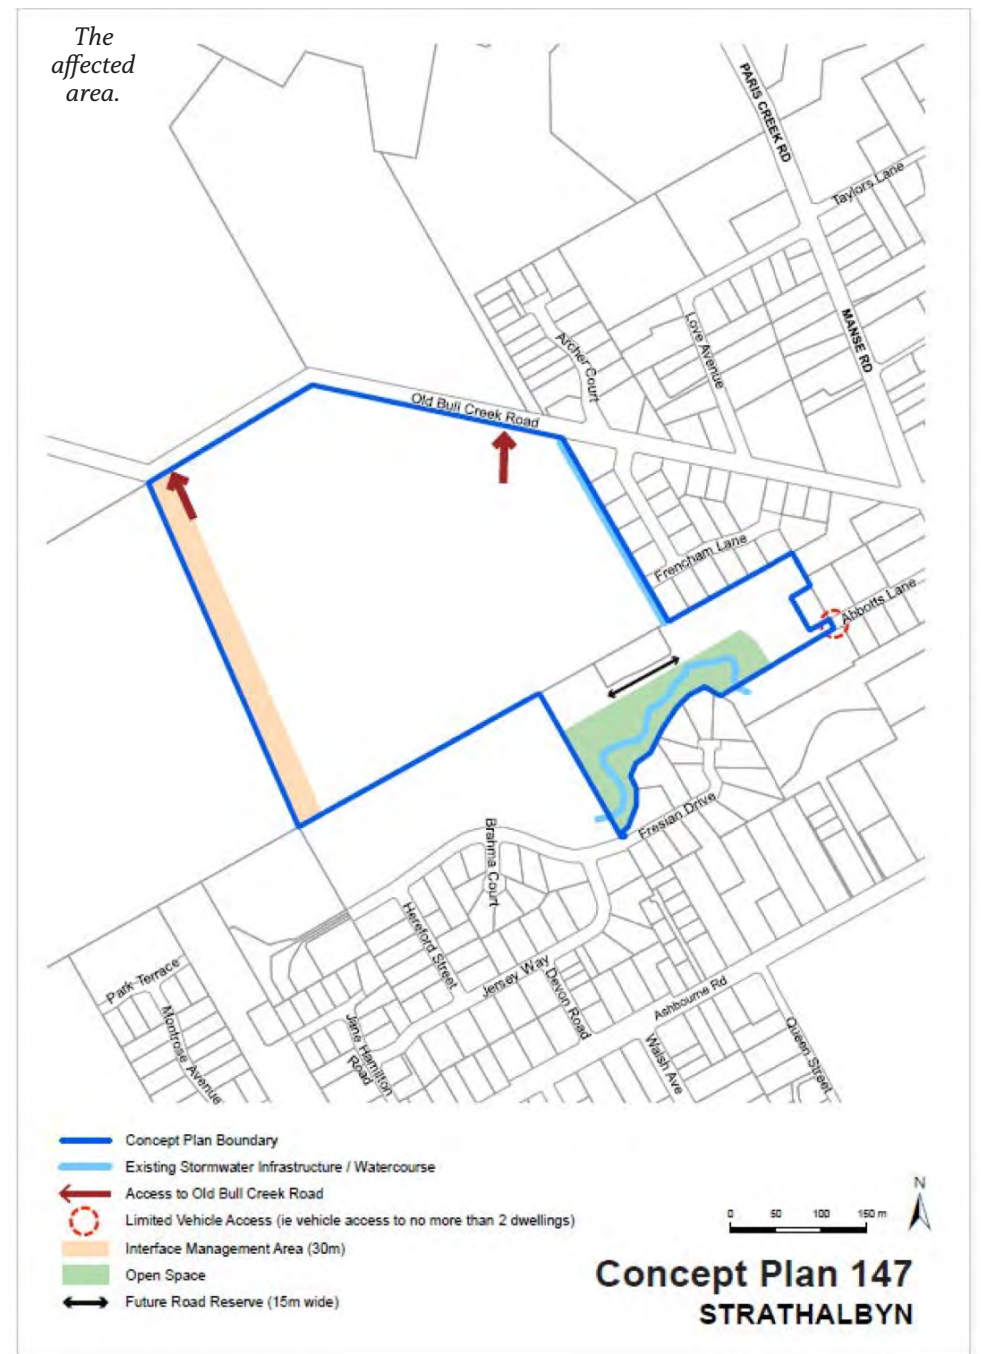 The
affected
area.
PARIS CREEK RD
Taylors Lane
MANSE RD
Love Avenue
Archer Court
Old Bull Creek Road
Frencham Lane
Abbotts Lane
Fresian Drive
Brahma Court
Hereford Street
Jersey Way
Devon Road
Ashbourne Rd
Walsh Ave
Queen Street
Park-Terrace
Montrose Avenue
Jane Hamilton
Road
Concept Plan Boundary
Existing Stormwater Infrastructure / Watercourse
Access to Old Bull Creek Road
Limited Vehicle Access (ie vehicle access to no more than 2 dwellings)
Interface Management Area (30m)
Open Space
Future Road Reserve (15m wide)
N
0 50 100 150 m
Concept Plan 147
STRATHALBYN